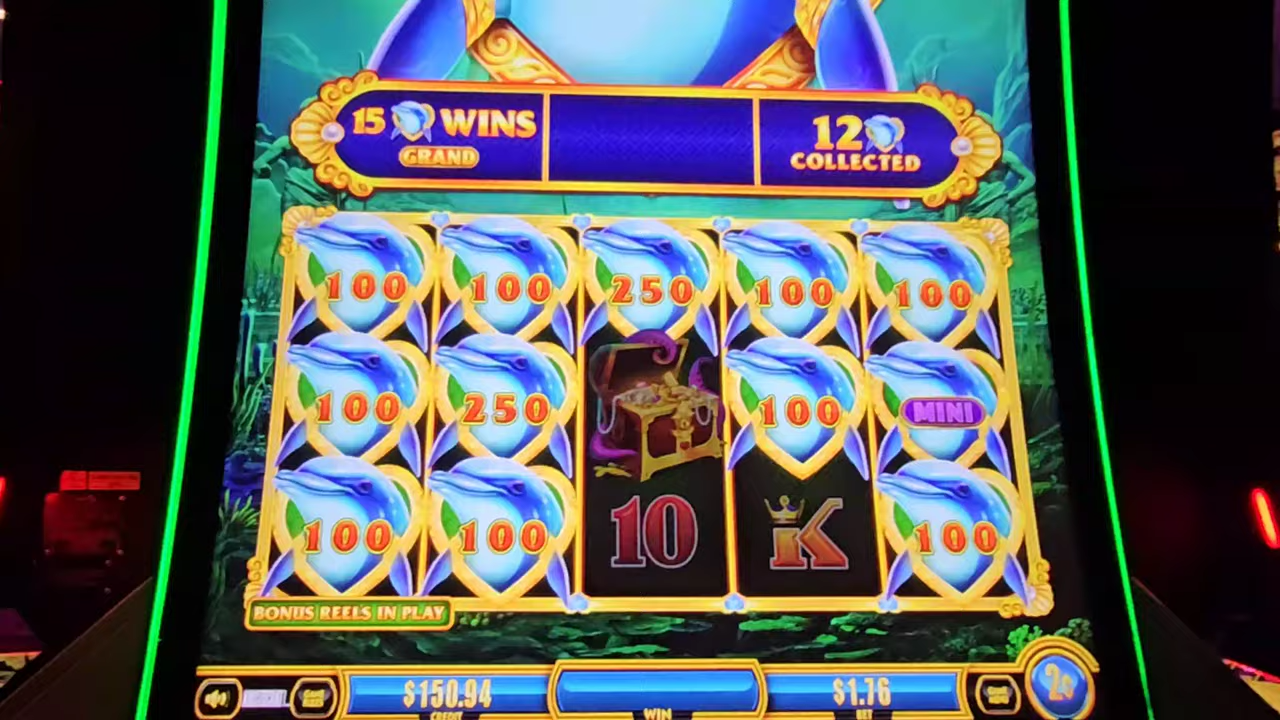 15 WINS
GRAND
12
COLLECTED
100 100 250 100 100
100 250 100 MINI
100 100 10 K 100
BONUS REELS IN PLAY
$150.94 $1.76 2¢
CREDIT WIN BET